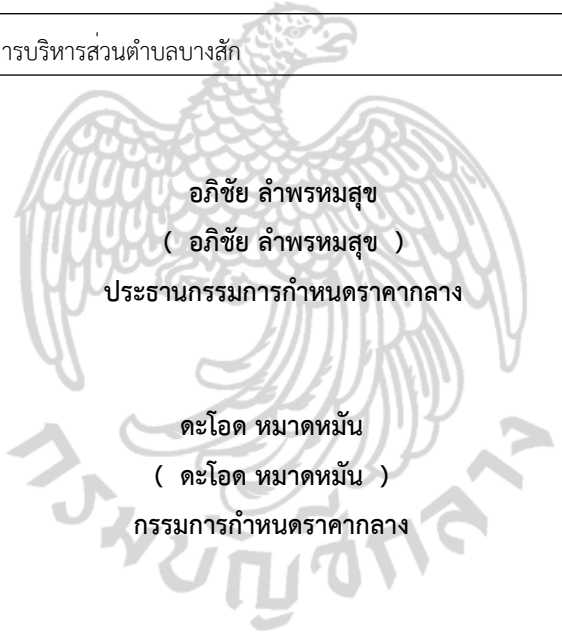 ารบริหารส่วนตำบลบางสัก
อภิชัย ลำพรหมสุข
( อภิชัย ลำพรหมสุข )
ประธานกรรมการกำหนดราคากลาง
ดะโอด หมาดหมัน
( ดะโอด หมาดหมัน )
กรรมการกำหนดราคากลาง
กรมบัญชีกลาง